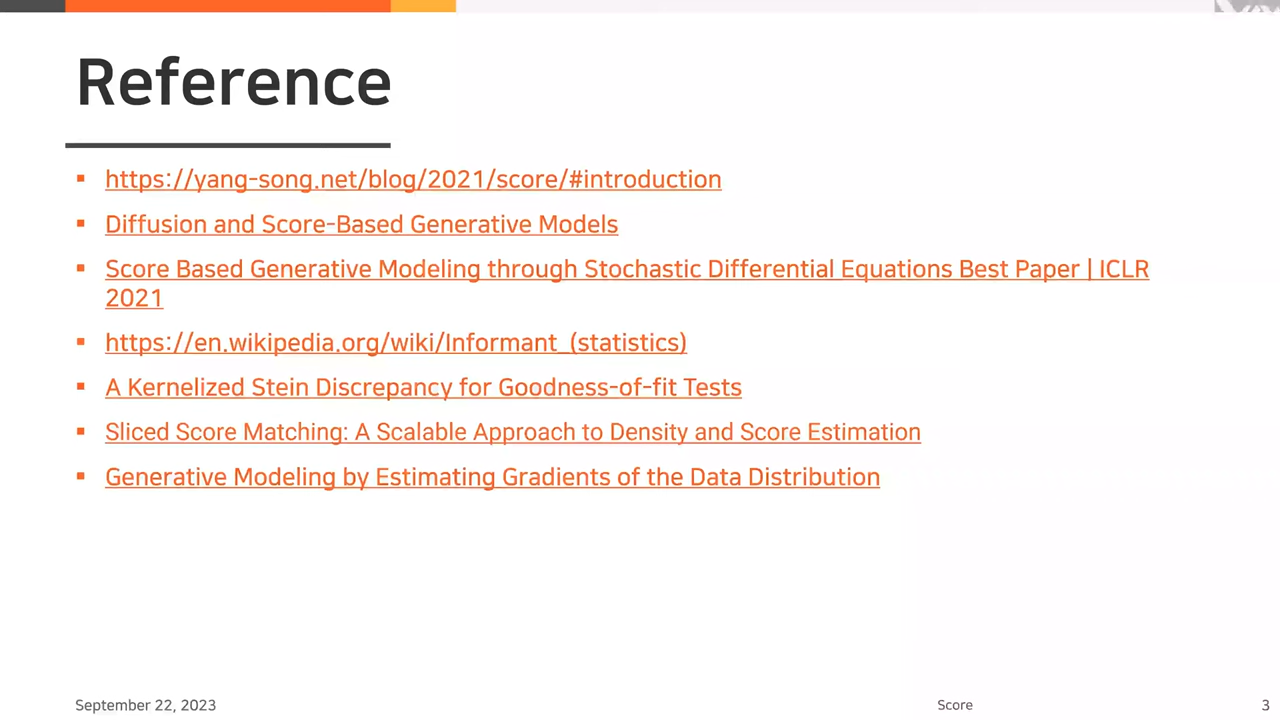 Reference
https://yang-song.net/blog/2021/score/#introduction
Diffusion and Score-Based Generative Models
Score Based Generative Modeling through Stochastic Differential Equations Best Paper | ICLR
2021
https://en.wikipedia.org/wiki/Informant_(statistics)
A Kernelized Stein Discrepancy for Goodness-of-fit Tests
Sliced Score Matching: A Scalable Approach to Density and Score Estimation
Generative Modeling by Estimating Gradients of the Data Distribution
September 22, 2023
Score
3